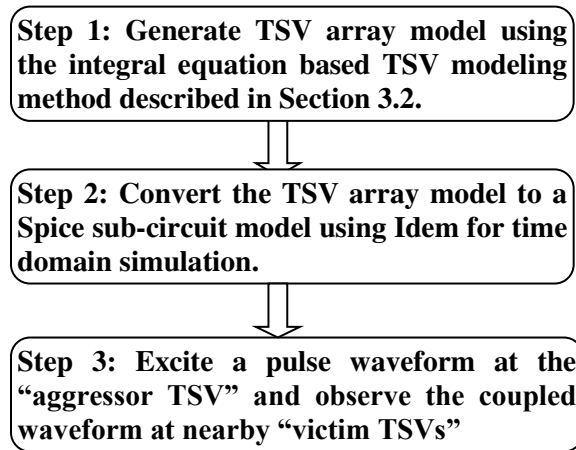 Step 1: Generate TSV array model using
the integral equation based TSV modeling
method described in Section 3.2.
Step 2: Convert the TSV array model to a
Spice sub-circuit model using Idem for time
domain simulation.
Step 3: Excite a pulse waveform at the
“aggressor TSV” and observe the coupled
waveform at nearby “victim TSVs”